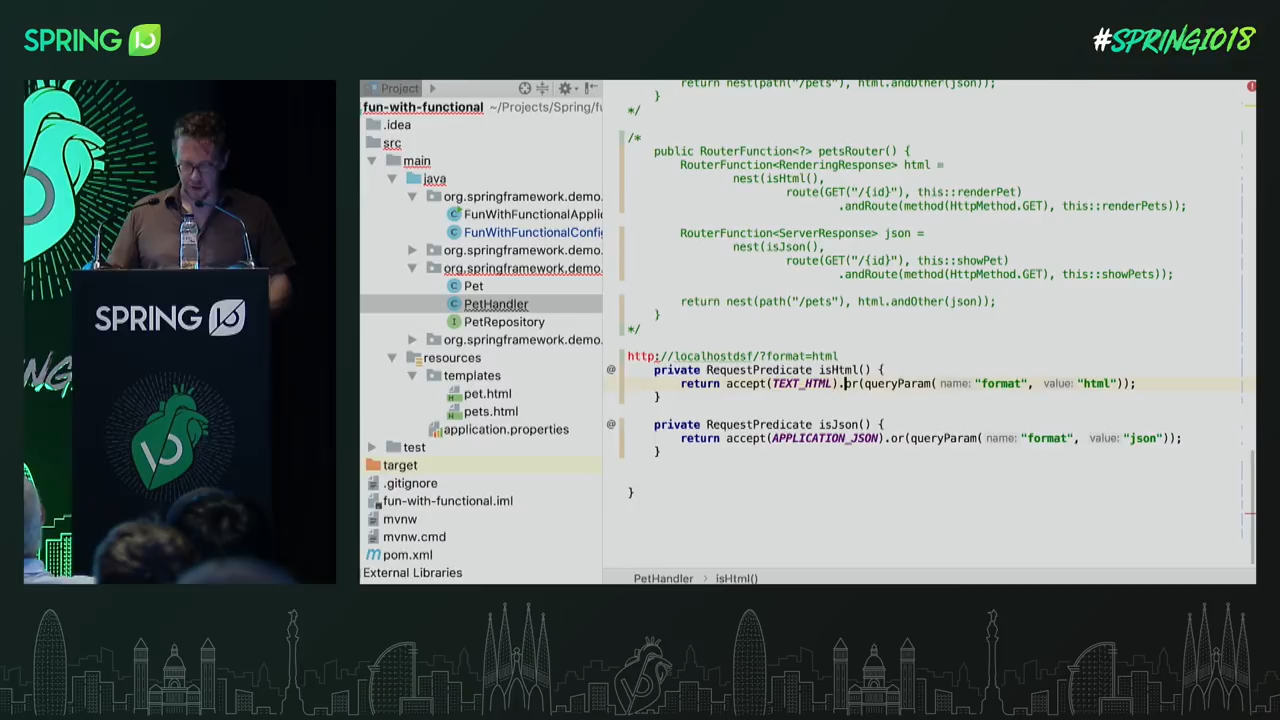 SPRING IO
#SPRINGIO18
SPRING IO
Project
fun-with-functional ~/Projects/Spring/fu
.idea
src
main
java
org.springframework.demo.
FunWithFunctionalApplic
FunWithFunctionalConfig
org.springframework.demo.
org.springframework.demo.
Pet
PetHandler
PetRepository
org.springframework.demo.
resources
templates
pet.html
pets.html
application.properties
test
target
.gitignore
fun-with-functional.iml
mvnw
mvnw.cmd
pom.xml
External Libraries
return nest(path("/pets"), html.andOther(json));
}
*/
/*
public RouterFunction<?> petsRouter() {
RouterFunction<RenderingResponse> html =
nest(isHtml(),
route(GET("/{id}"), this::renderPet)
.andRoute(method(HttpMethod.GET), this::renderPets));
RouterFunction<ServerResponse> json =
nest(isJson(),
route(GET("/{id}"), this::showPet)
.andRoute(method(HttpMethod.GET), this::showPets));
return nest(path("/pets"), html.andOther(json));
}
*/
http://localhostdsf/?format=html
private RequestPredicate isHtml() {
return accept(TEXT_HTML).or(queryParam( name: "format", value: "html"));
}
private RequestPredicate isJson() {
return accept(APPLICATION_JSON).or(queryParam( name: "format", value: "json"));
}
}
PetHandler > isHtml()